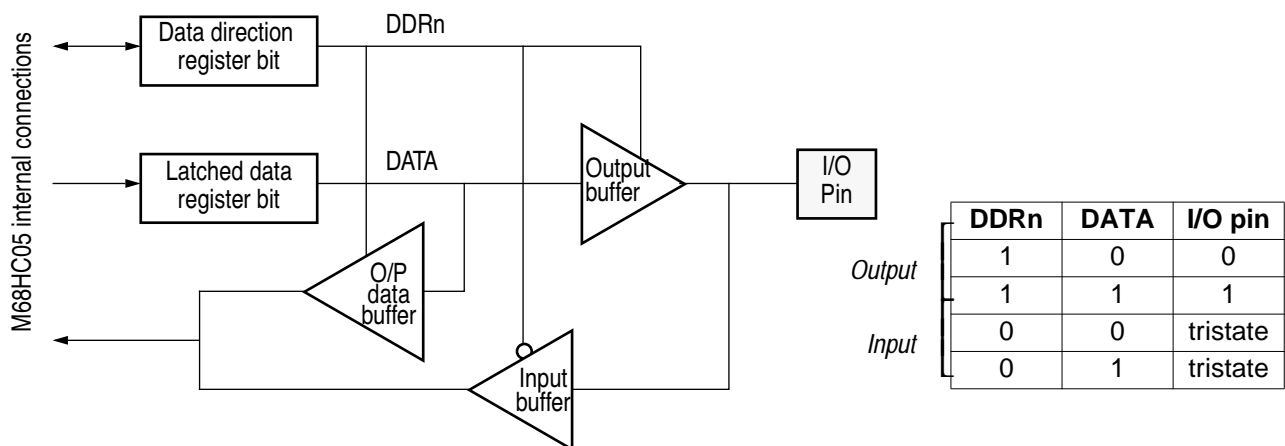 M68HC05 internal connections
Data direction
register bit
DDRn
Latched data
register bit
DATA
Output
buffer
I/O
Pin
O/P
data
buffer
Input
buffer
DDRn DATA I/O pin
Output
1 0 0
1 1 1
Input
0 0 tristate
0 1 tristate